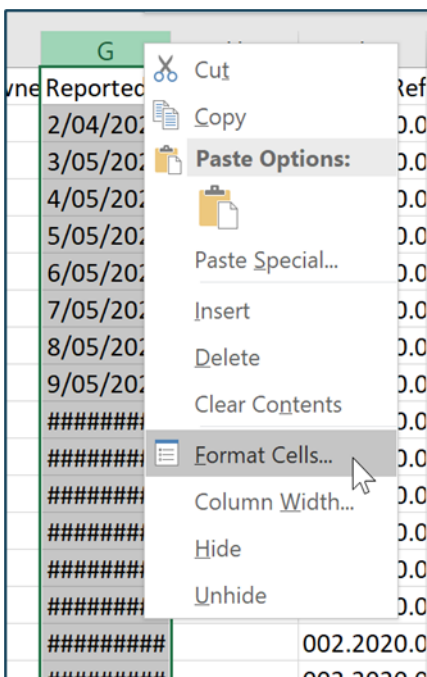 G
Reported
2/04/202
3/05/202
4/05/202
5/05/202
6/05/202
7/05/202
8/05/202
9/05/202
########
########
########
########
########
########
######### 002.2020.0
Cut
Copy
Paste Options:
Paste Special...
Insert
Delete
Clear Contents
Format Cells...
Column Width...
Hide
Unhide